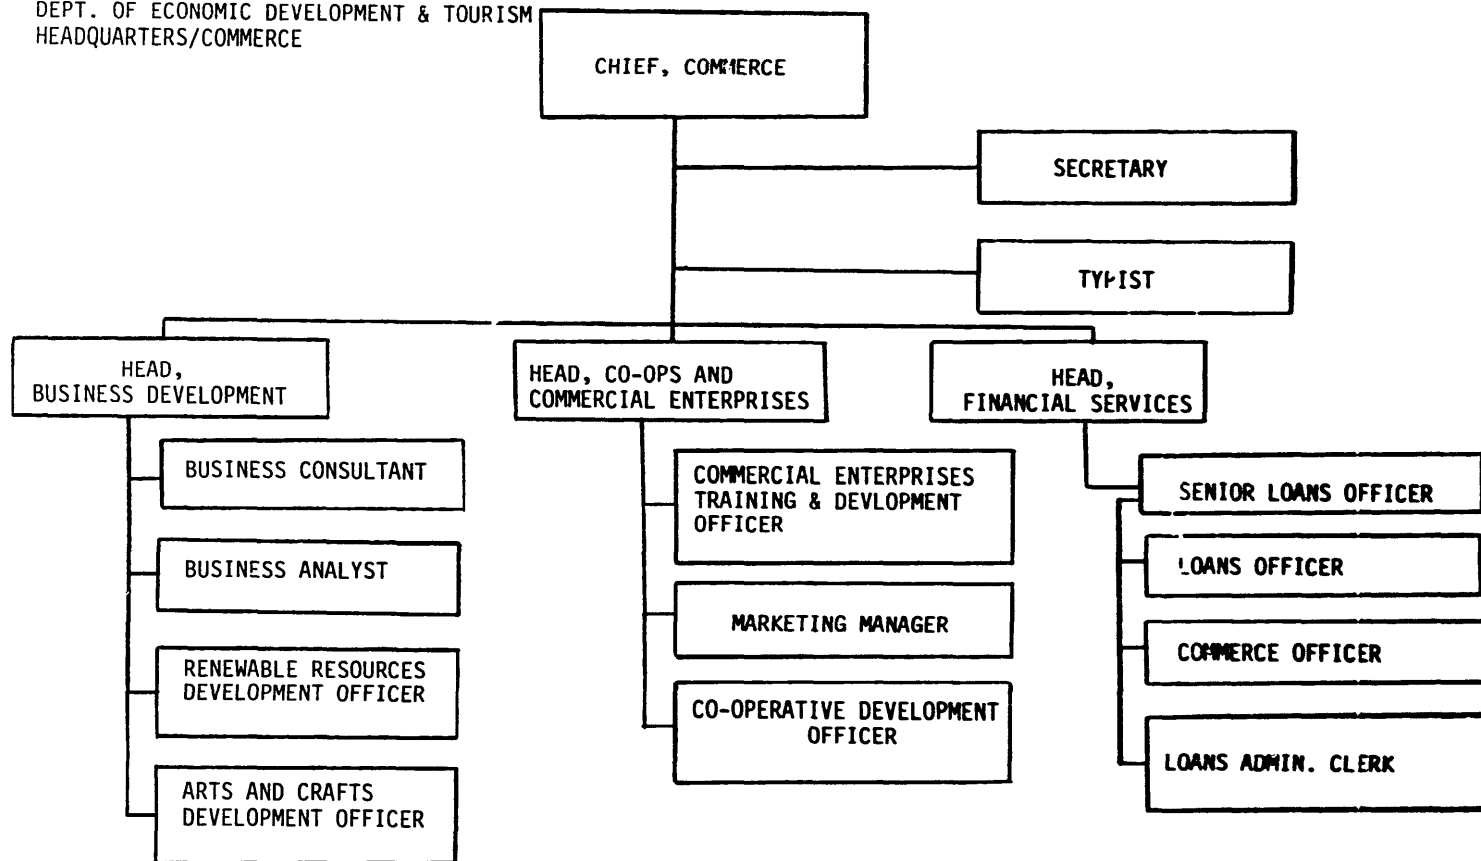 DEPT. OF ECONOMIC DEVELOPMENT & TOURISM
HEADQUARTERS/COMMERCE
CHIEF, COMMERCE
SECRETARY
TYPIST
HEAD,
BUSINESS DEVELOPMENT
HEAD, CO-OPS AND
COMMERCIAL ENTERPRISES
HEAD,
FINANCIAL SERVICES
BUSINESS CONSULTANT
BUSINESS ANALYST
RENEWABLE RESOURCES
DEVELOPMENT OFFICER
ARTS AND CRAFTS
DEVELOPMENT OFFICER
COMMERCIAL ENTERPRISES
TRAINING & DEVLOPMENT
OFFICER
MARKETING MANAGER
CO-OPERATIVE DEVELOPMENT
OFFICER
SENIOR LOANS OFFICER
LOANS OFFICER
COMMERCE OFFICER
LOANS ADMIN. CLERK